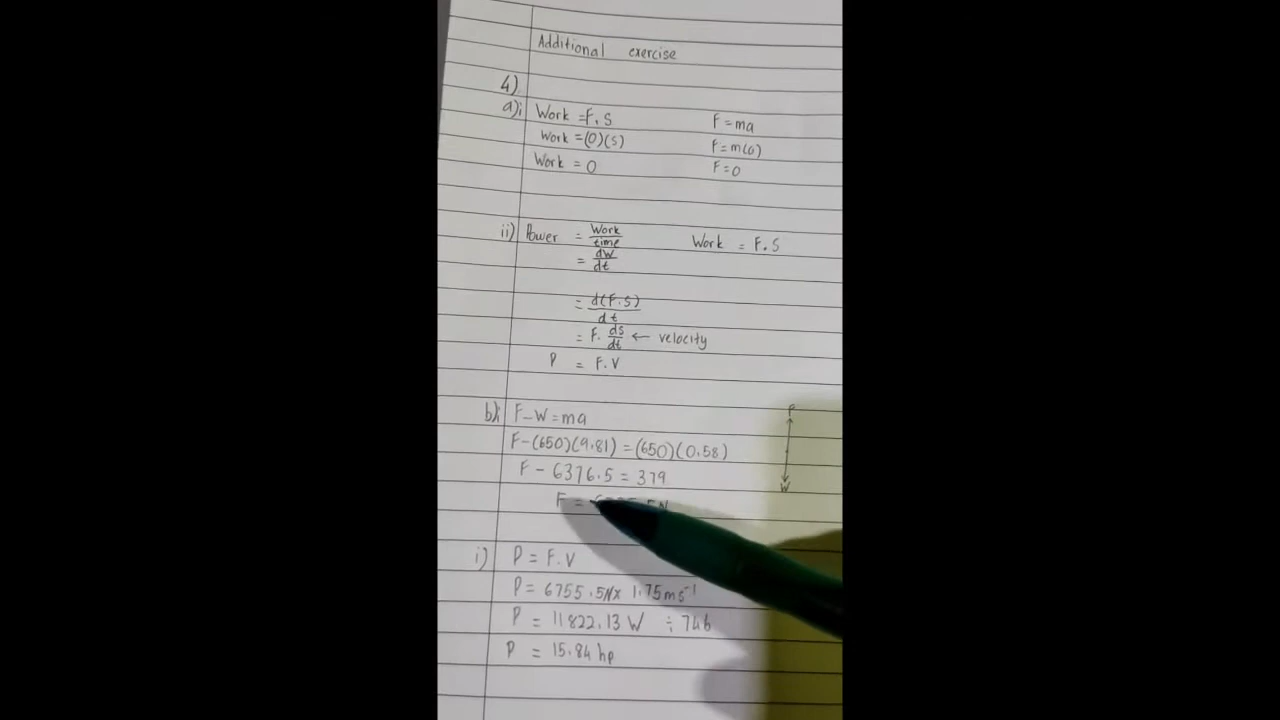 Additional exercise
4)
a)i Work = F.S F = ma
Work = (0)(S) F = m(0)
Work = 0 F = 0
ii) Power = Work/time Work = F.S
= dW/dt
= d(F.S)/dt
= F. ds/dt ← velocity
P = F.V
b)i F-W = ma F
F-(650)(9.81) = (650)(0.58)
F - 6376.5 = 379
F = W
i) P = F.V
P = 6755.5N x 1.75ms⁻¹
P = 11822.13 W ÷ 746
P = 15.84 hp